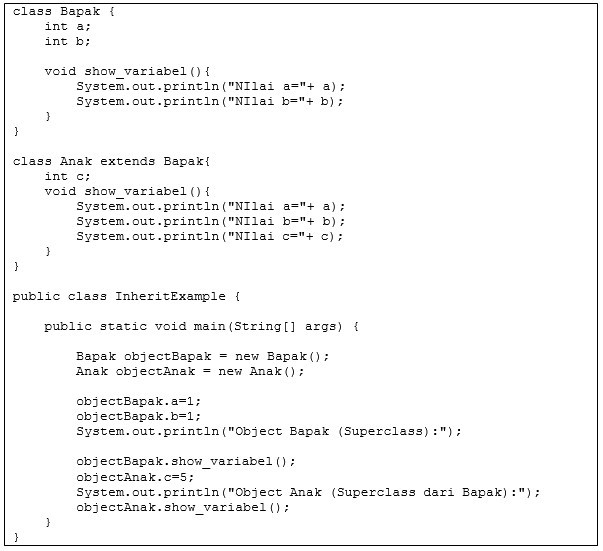 class Bapak {
    int a;
    int b;

    void show_variabel(){
        System.out.println("NIlai a="+ a);
        System.out.println("NIlai b="+ b);
    }
}

class Anak extends Bapak{
    int c;
    void show_variabel(){
        System.out.println("NIlai a="+ a);
        System.out.println("NIlai b="+ b);
        System.out.println("NIlai c="+ c);
    }
}

public class InheritExample {

    public static void main(String[] args) {

        Bapak objectBapak = new Bapak();
        Anak objectAnak = new Anak();

        objectBapak.a=1;
        objectBapak.b=1;
        System.out.println("Object Bapak (Superclass):");

        objectBapak.show_variabel();
        objectAnak.c=5;
        System.out.println("Object Anak (Superclass dari Bapak):");
        objectAnak.show_variabel();
    }
}